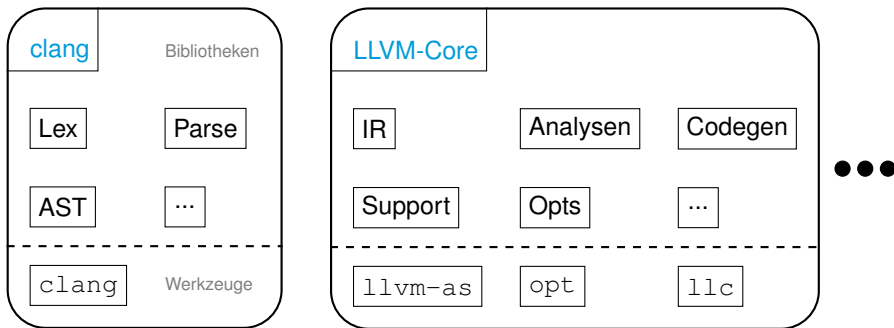 clang Bibliotheken
Lex Parse
AST ...
clang Werkzeuge
LLVM-Core
IR Analysen Codegen
Support Opts ...
llvm-as opt llc